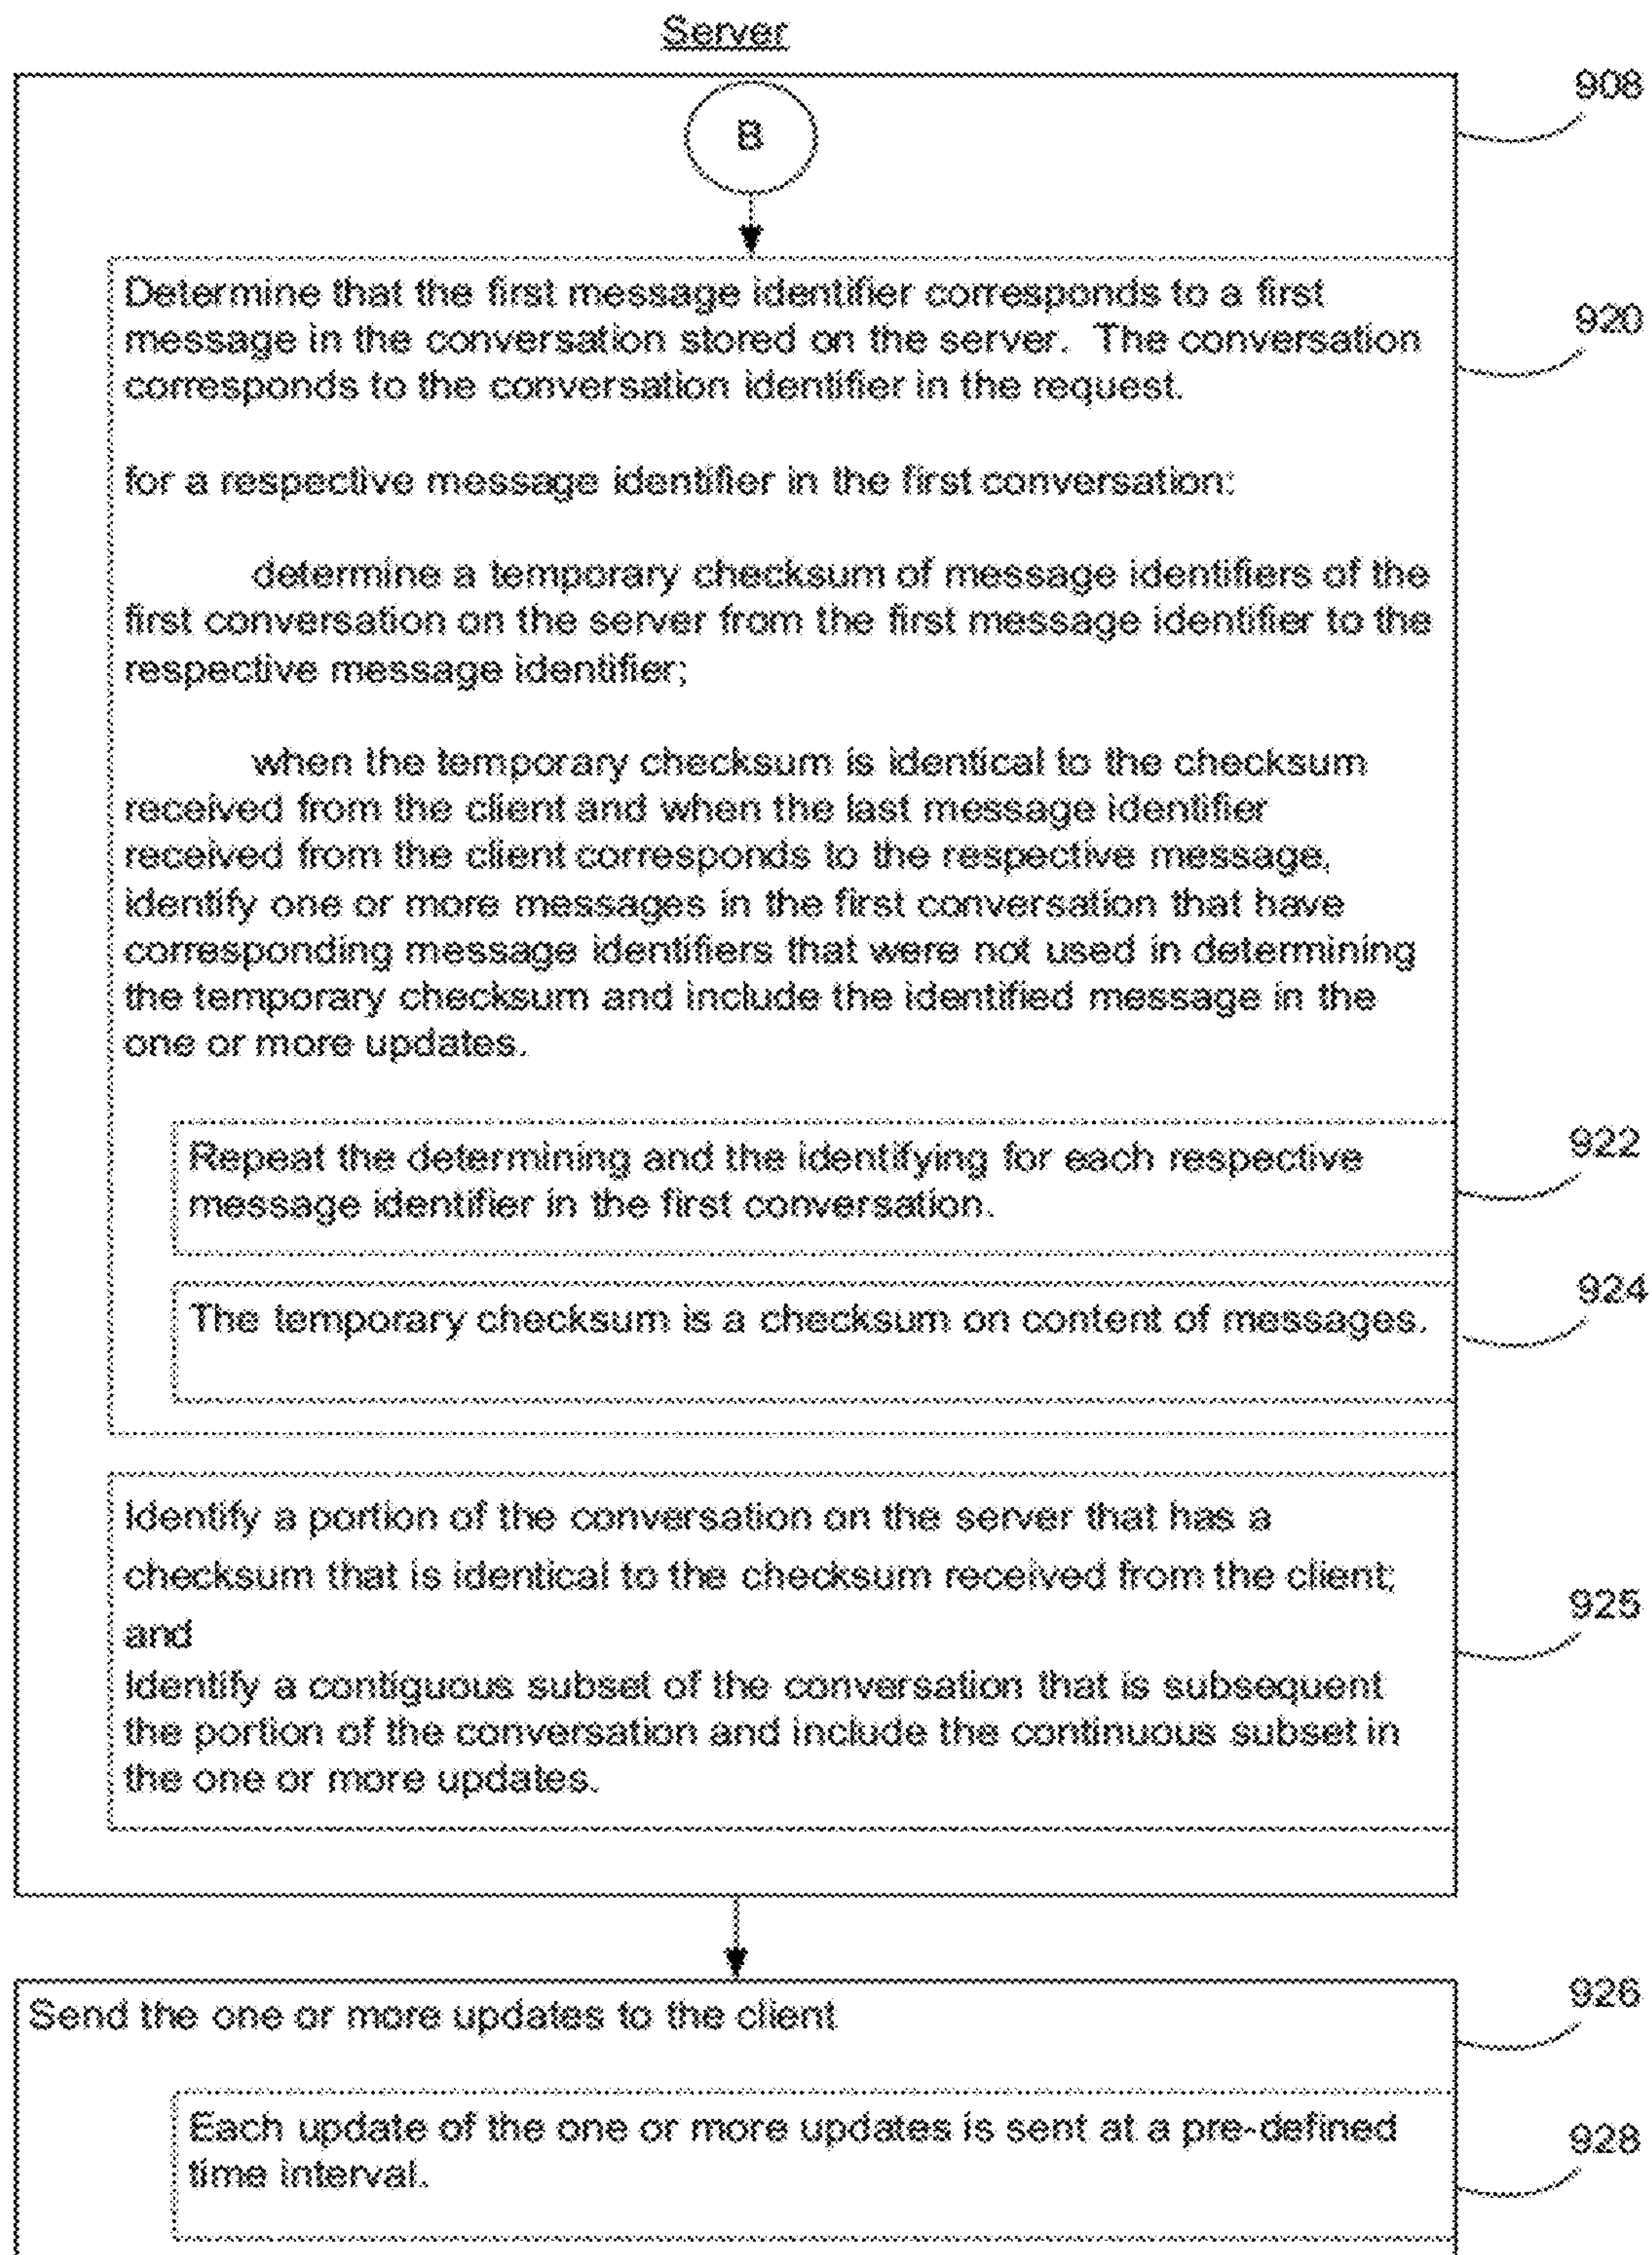 Server
908
B
Determine that the first message identifier corresponds to a first
message in the conversation stored on the server. The conversation
corresponds to the conversation identifier in the request.
920
for a respective message identifier in the first conversation:
determine a temporary checksum of message identifiers of the
first conversation on the server from the first message identifier to the
respective message identifier;
when the temporary checksum is identical to the checksum
received from the client and when the last message identifier
received from the client corresponds to the respective message,
identify one or more messages in the first conversation that have
corresponding message identifiers that were not used in determining
the temporary checksum and include the identified message in the
one or more updates.
Repeat the determining and the identifying for each respective
message identifier in the first conversation.
922
The temporary checksum is a checksum on content of messages.
924
Identify a portion of the conversation on the server that has a
checksum that is identical to the checksum received from the client;
and
Identify a contiguous subset of the conversation that is subsequent
the portion of the conversation and include the continuous subset in
the one or more updates.
925
Send the one or more updates to the client
926
Each update of the one or more updates is sent at a pre-defined
time interval.
928